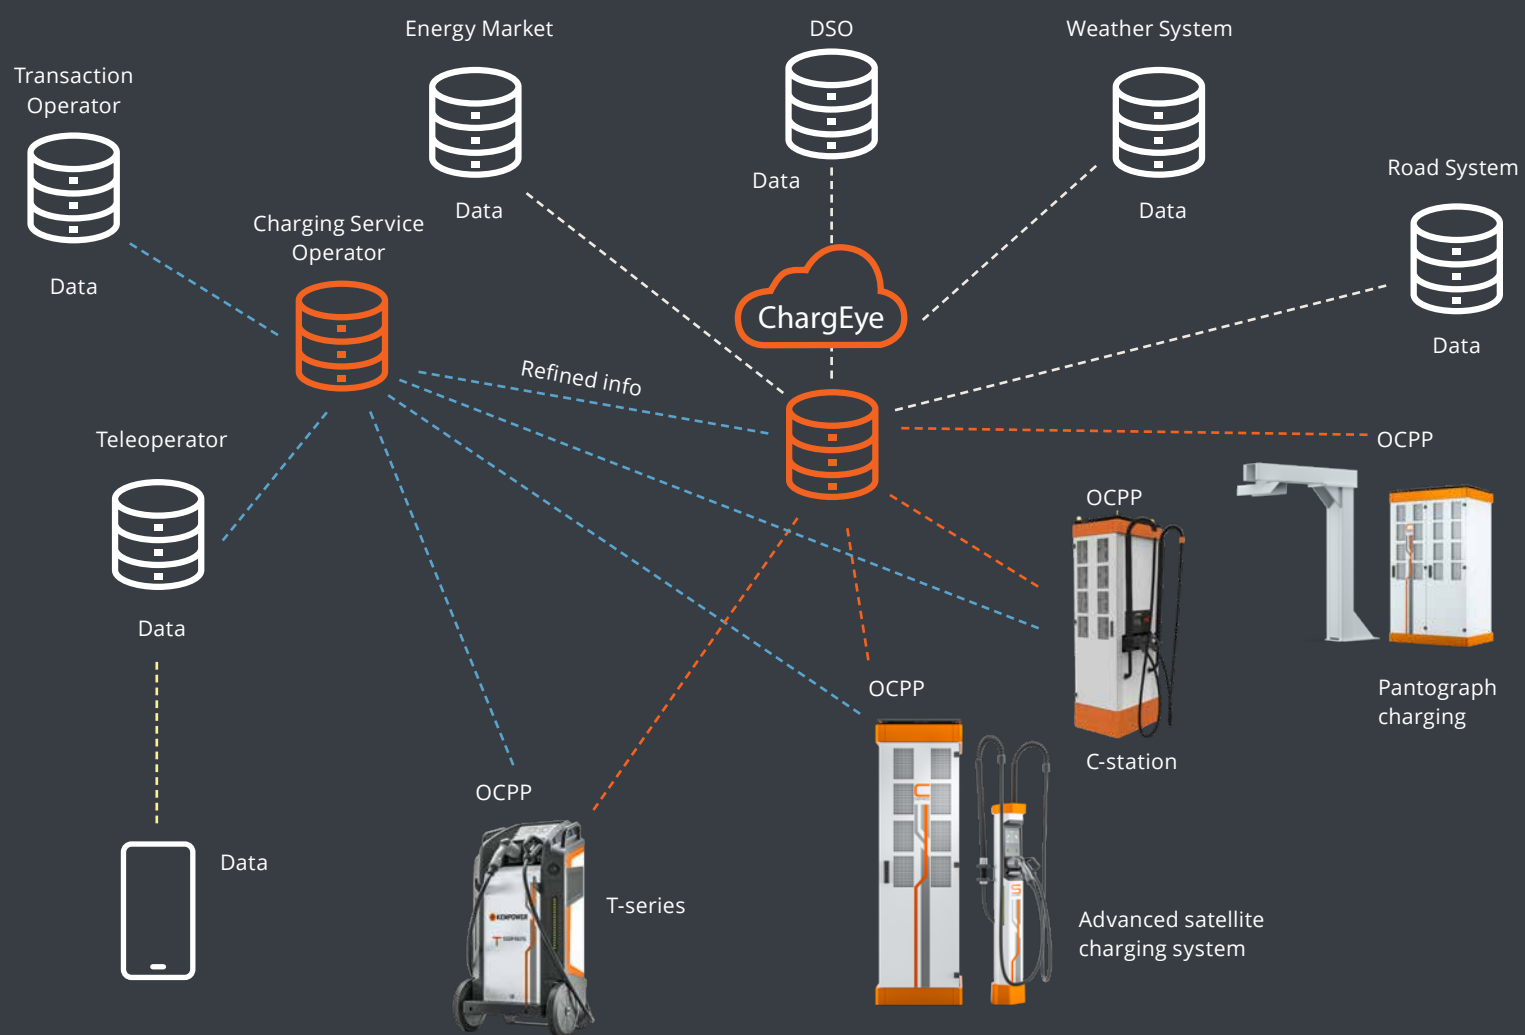 Energy Market
DSO
Weather System
Transaction
Operator
Road System
Data
Data
Data
Charging Service
Operator
Data
ChargEye
Data
Refined info
Teleoperator
OCPP
OCPP
Data
OCPP
Pantograph
charging
C-station
OCPP
Data
T-series
KEMPOWER
Advanced satellite
charging system
C
S
T